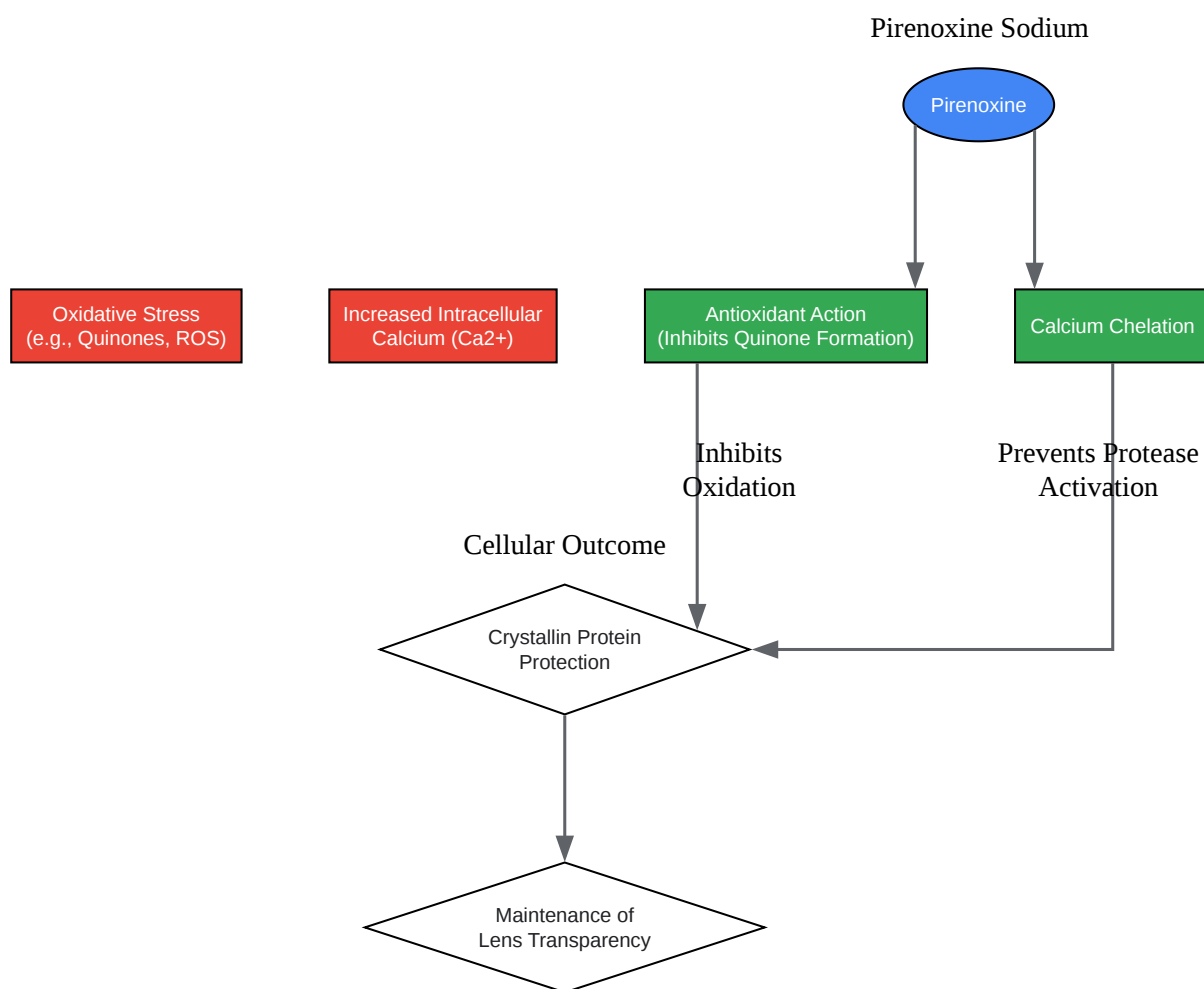 Pirenoxine Sodium
Pirenoxine
Oxidative Stress
(e.g., Quinones, ROS)
Increased Intracellular
Calcium (Ca2+)
Antioxidant Action
(Inhibits Quinone Formation)
Calcium Chelation
Inhibits
Oxidation
Prevents Protease
Activation
Cellular Outcome
Crystallin Protein
Protection
Maintenance of
Lens Transparency